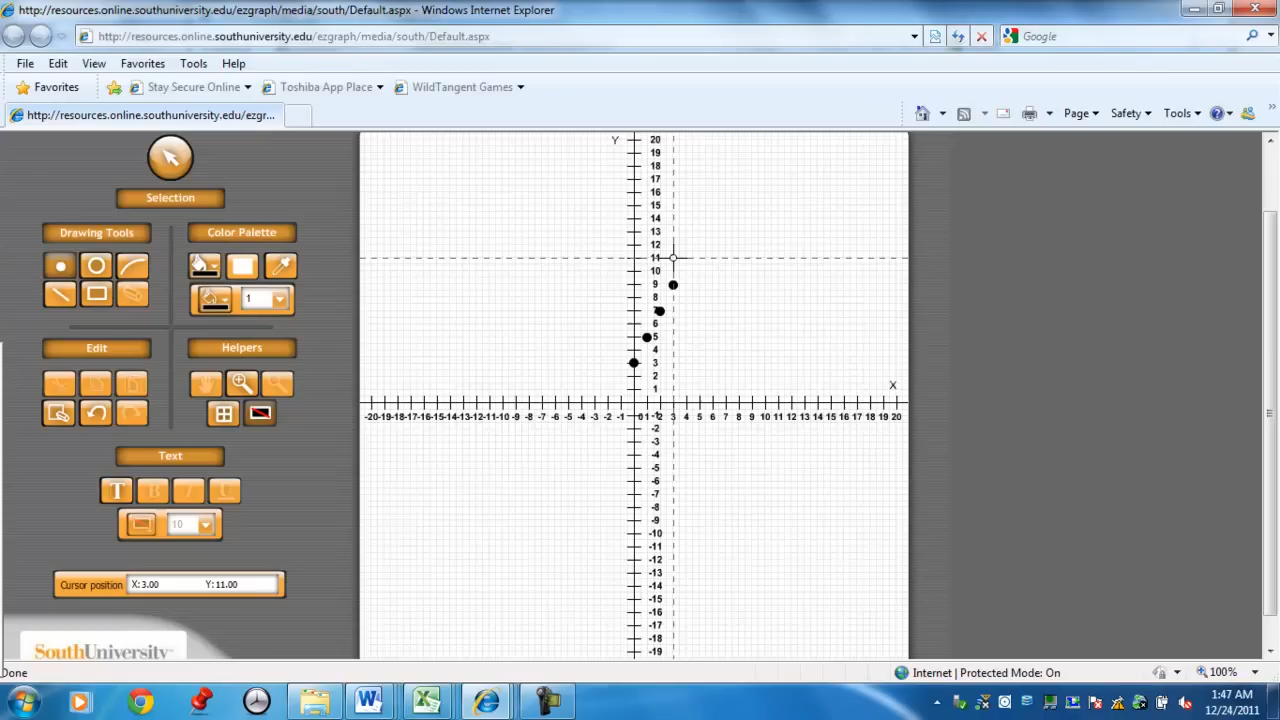 http://resources.online.southuniversity.edu/ezgraph/media/south/Default.aspx - Windows Internet Explorer
http://resources.online.southuniversity.edu/ezgraph/media/south/Default.aspx
Google
File Edit View Favorites Tools Help
Favorites Stay Secure Online Toshiba App Place WildTangent Games
http://resources.online.southuniversity.edu/ezgr...
Page Safety Tools
Selection
Drawing Tools Color Palette
1
Edit Helpers
Text
T B I U
10
Cursor position X:3.00 Y:11.00
SouthUniversity
Y
20
19
18
17
16
15
14
13
12
11
10
9
8
7
6
5
4
3
2
1
X
-20 -19 -18 -17 -16 -15 -14 -13 -12 -11 -10 -9 -8 -7 -6 -5 -4 -3 -2 -1 0 1 2 3 4 5 6 7 8 9 10 11 12 13 14 15 16 17 18 19 20
-1
-2
-3
-4
-5
-6
-7
-8
-9
-10
-11
-12
-13
-14
-15
-16
-17
-18
-19
Done Internet | Protected Mode: On 100%
1:47 AM
12/24/2011